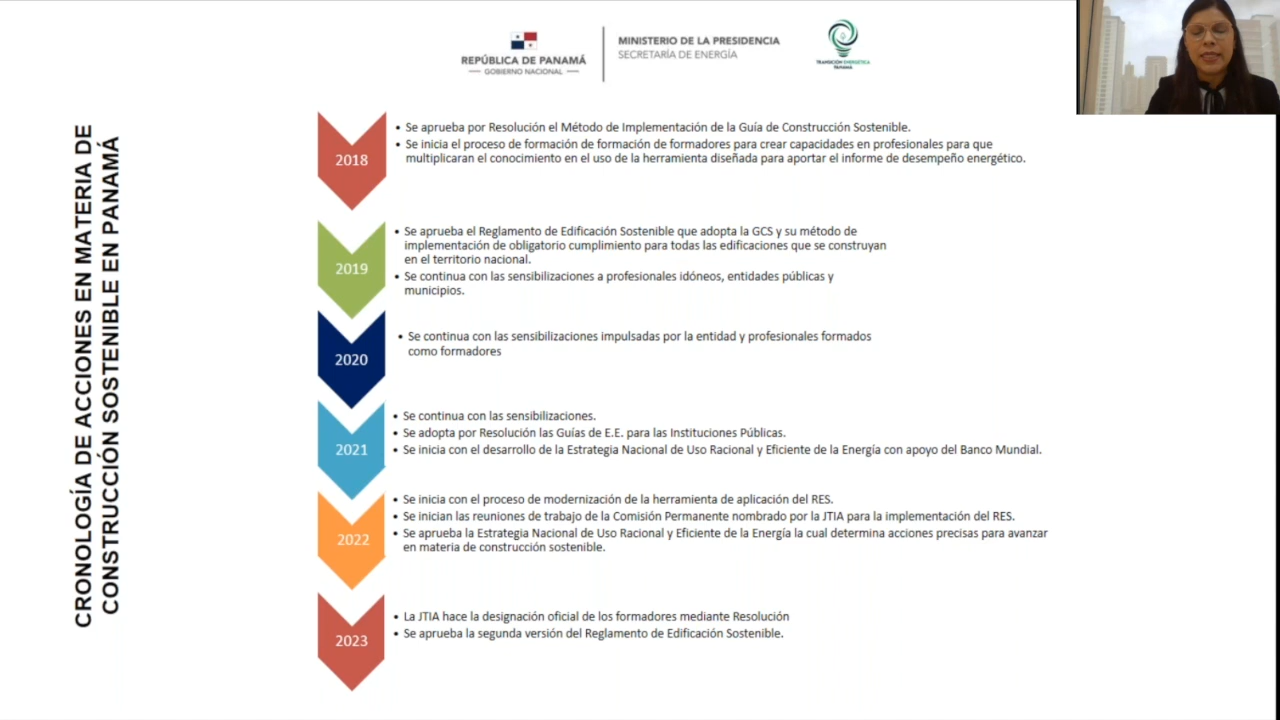 REPÚBLICA DE PANAMÁ
— GOBIERNO NACIONAL —
MINISTERIO DE LA PRESIDENCIA
SECRETARÍA DE ENERGÍA
TRANSICIÓN ENERGÉTICA
PANAMÁ
CRONOLOGÍA DE ACCIONES EN MATERIA DE
CONSTRUCCIÓN SOSTENIBLE EN PANAMÁ
2018
• Se aprueba por Resolución el Método de Implementación de la Guía de Construcción Sostenible.
• Se inicia el proceso de formación de formación de formadores para crear capacidades en profesionales para que
multiplicaran el conocimiento en el uso de la herramienta diseñada para aportar el informe de desempeño energético.
2019
• Se aprueba el Reglamento de Edificación Sostenible que adopta la GCS y su método de
implementación de obligatorio cumplimiento para todas las edificaciones que se construyan
en el territorio nacional.
• Se continua con las sensibilizaciones a profesionales idóneos, entidades públicas y
municipios.
2020
• Se continua con las sensibilizaciones impulsadas por la entidad y profesionales formados
como formadores
2021
• Se continua con las sensibilizaciones.
• Se adopta por Resolución las Guías de E.E. para las Instituciones Públicas.
• Se inicia con el desarrollo de la Estrategia Nacional de Uso Racional y Eficiente de la Energía con apoyo del Banco Mundial.
2022
• Se inicia con el proceso de modernización de la herramienta de aplicación del RES.
• Se inician las reuniones de trabajo de la Comisión Permanente nombrado por la JTIA para la implementación del RES.
• Se aprueba la Estrategia Nacional de Uso Racional y Eficiente de la Energía la cual determina acciones precisas para avanzar
en materia de construcción sostenible.
2023
• La JTIA hace la designación oficial de los formadores mediante Resolución
• Se aprueba la segunda versión del Reglamento de Edificación Sostenible.